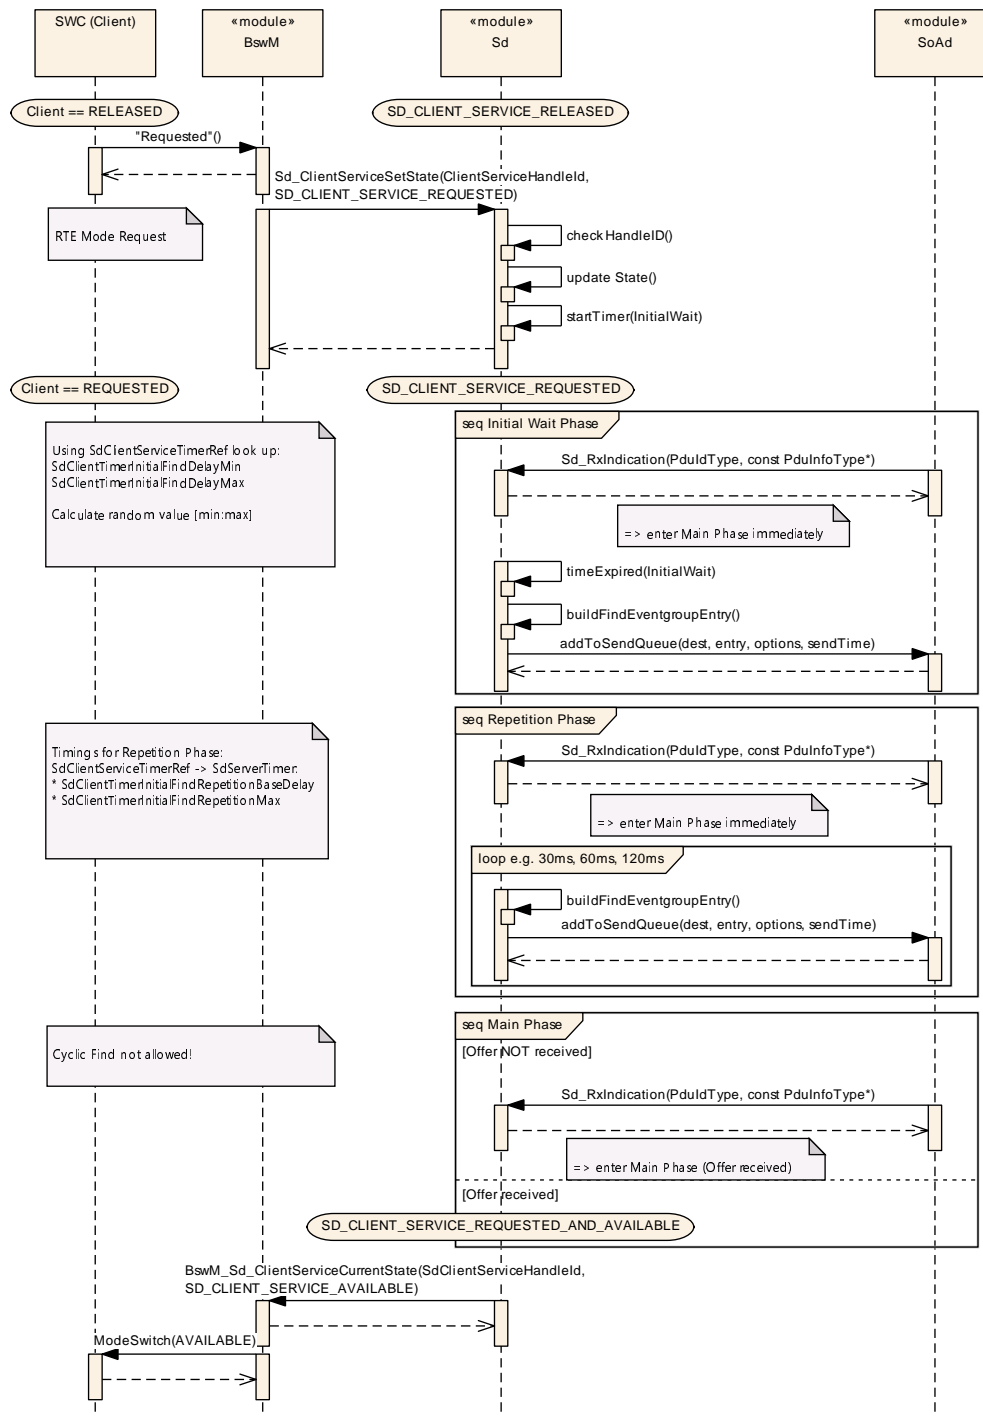 SWC (Client)
«module»
BswM
«module»
Sd
«module»
SoAd
Client == RELEASED
SD_CLIENT_SERVICE_RELEASED
"Requested"()
Sd_ClientServiceSetState(ClientServiceHandleId,
SD_CLIENT_SERVICE_REQUESTED)
RTE Mode Request
checkHandleID()
update State()
startTimer(InitialWait)
Client == REQUESTED
SD_CLIENT_SERVICE_REQUESTED
seq Initial Wait Phase
Using SdClientServiceTimerRef look up:
SdClientTimerInitialFindDelayMin
SdClientTimerInitialFindDelayMax
Calculate random value [min:max]
Sd_RxIndication(PduIdType, const PduInfoType*)
=> enter Main Phase immediately
timeExpired(InitialWait)
buildFindEventgroupEntry()
addToSendQueue(dest, entry, options, sendTime)
seq Repetition Phase
Timings for Repetition Phase:
SdClientServiceTimerRef -> SdServerTimer:
* SdClientTimerInitialFindRepetitionBaseDelay
* SdClientTimerInitialFindRepetitionMax
Sd_RxIndication(PduIdType, const PduInfoType*)
=> enter Main Phase immediately
loop e.g. 30ms, 60ms, 120ms
buildFindEventgroupEntry()
addToSendQueue(dest, entry, options, sendTime)
seq Main Phase
[Offer NOT received]
Cyclic Find not allowed!
Sd_RxIndication(PduIdType, const PduInfoType*)
=> enter Main Phase (Offer received)
[Offer received]
SD_CLIENT_SERVICE_REQUESTED_AND_AVAILABLE
BswM_Sd_ClientServiceCurrentState(SdClientServiceHandleId,
SD_CLIENT_SERVICE_AVAILABLE)
ModeSwitch(AVAILABLE)